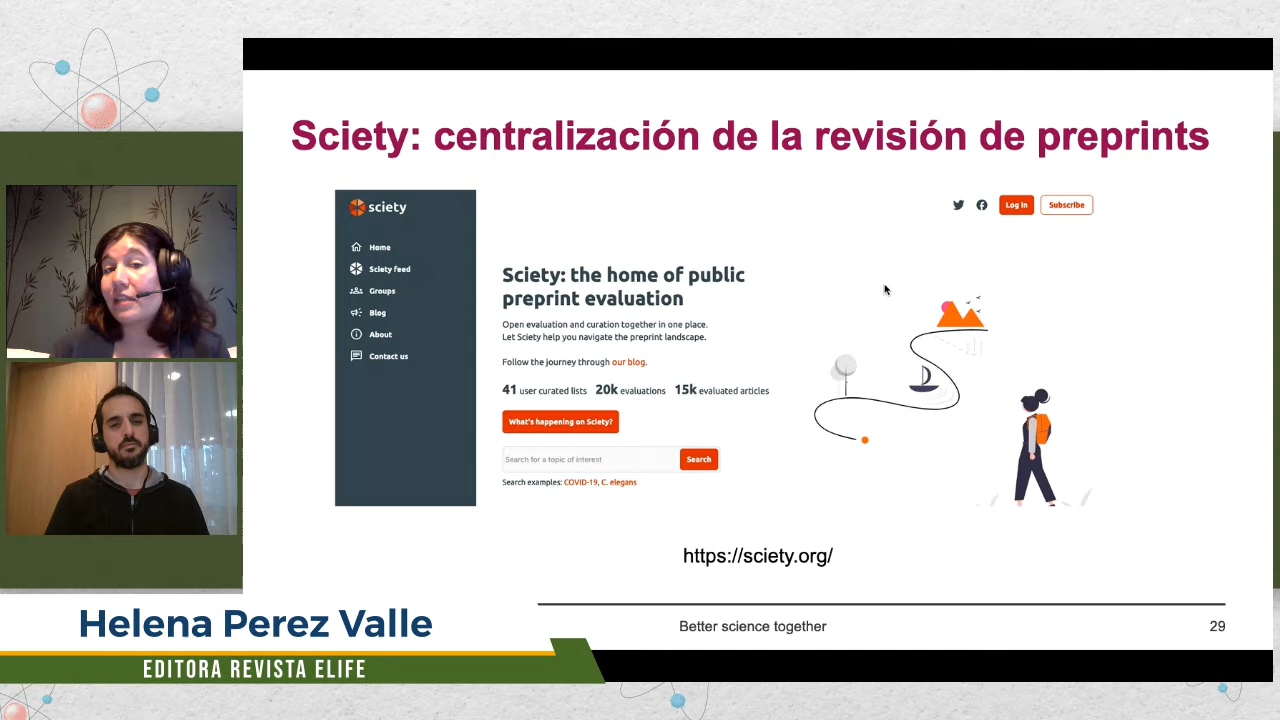 Sciety: centralización de la revisión de preprints
sciety
Home
Sciety feed
Groups
Blog
About
Contact us
Log in
Subscribe
Sciety: the home of public
preprint evaluation
Open evaluation and curation together in one place.
Let Sciety help you navigate the preprint landscape.
Follow the journey through our blog.
41 user curated lists 20k evaluations 15k evaluated articles
What's happening on Sciety?
Search for a topic of interest
Search
Search examples: COVID-19, C. elegans
https://sciety.org/
Better science together
29
Helena Perez Valle
EDITORA REVISTA ELIFE